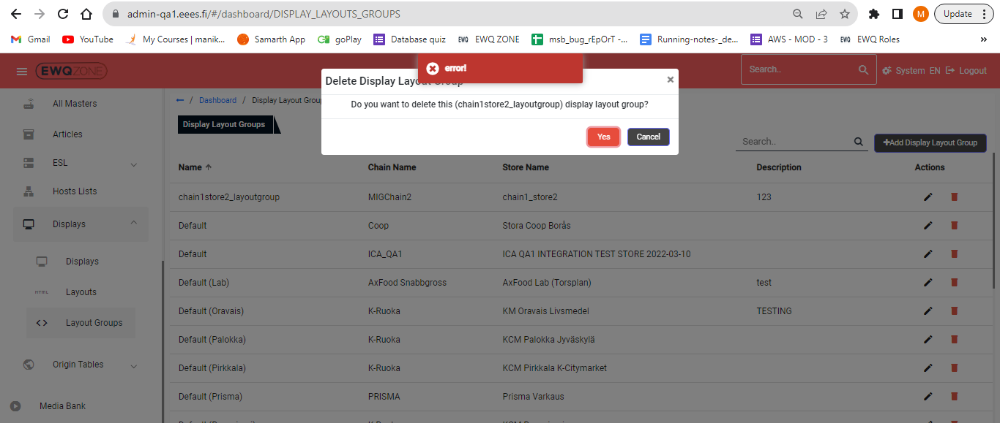 admin-qa1.eees.fi/#/dashboard/DISPLAY_LAYOUTS_GROUPS
M
Update
Gmail
YouTube
My Courses | manik...
Samarth App
goPlay
Database quiz
EWQ
EWQ ZONE
msb_bug_rEpOrT -...
Running-notes-_de...
AWS - MOD - 3
EWQ
EWQ Roles
»
EWQZONE
error!
Search..
System
EN
Logout
Delete Display Layout Group
×
Do you want to delete this (chain1store2_layoutgroup) display layout group?
Yes
Cancel
All Masters
Articles
ESL
Hosts Lists
Displays
Displays
HTML
Layouts
Layout Groups
Origin Tables
Media Bank
← / Dashboard / Display Layout Grou
Display Layout Groups
Search..
+Add Display Layout Group
Name ↑ Chain Name Store Name Description Actions
chain1store2_layoutgroup MIGChain2 chain1_store2 123
Default Coop Stora Coop Borås
Default ICA_QA1 ICA QA1 INTEGRATION TEST STORE 2022-03-10
Default (Lab) AxFood Snabbgross AxFood Lab (Torsplan) test
Default (Oravais) K-Ruoka KM Oravais Livsmedel TESTING
Default (Palokka) K-Ruoka KCM Palokka Jyväskylä
Default (Pirkkala) K-Ruoka KCM Pirkkala K-Citymarket
Default (Prisma) PRISMA Prisma Varkaus